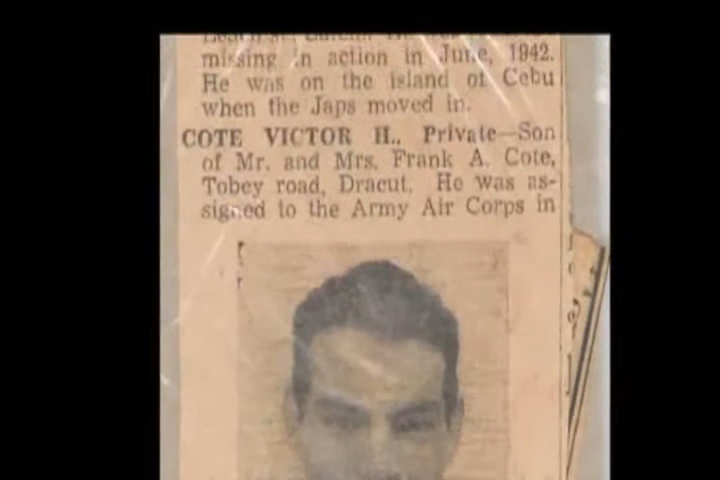 missing in action in June, 1942.
He was on the island of Cebu
when the Japs moved in.
COTE VICTOR H., Private—Son
of Mr. and Mrs. Frank A. Cote,
Tobey road, Dracut. He was as-
signed to the Army Air Corps in